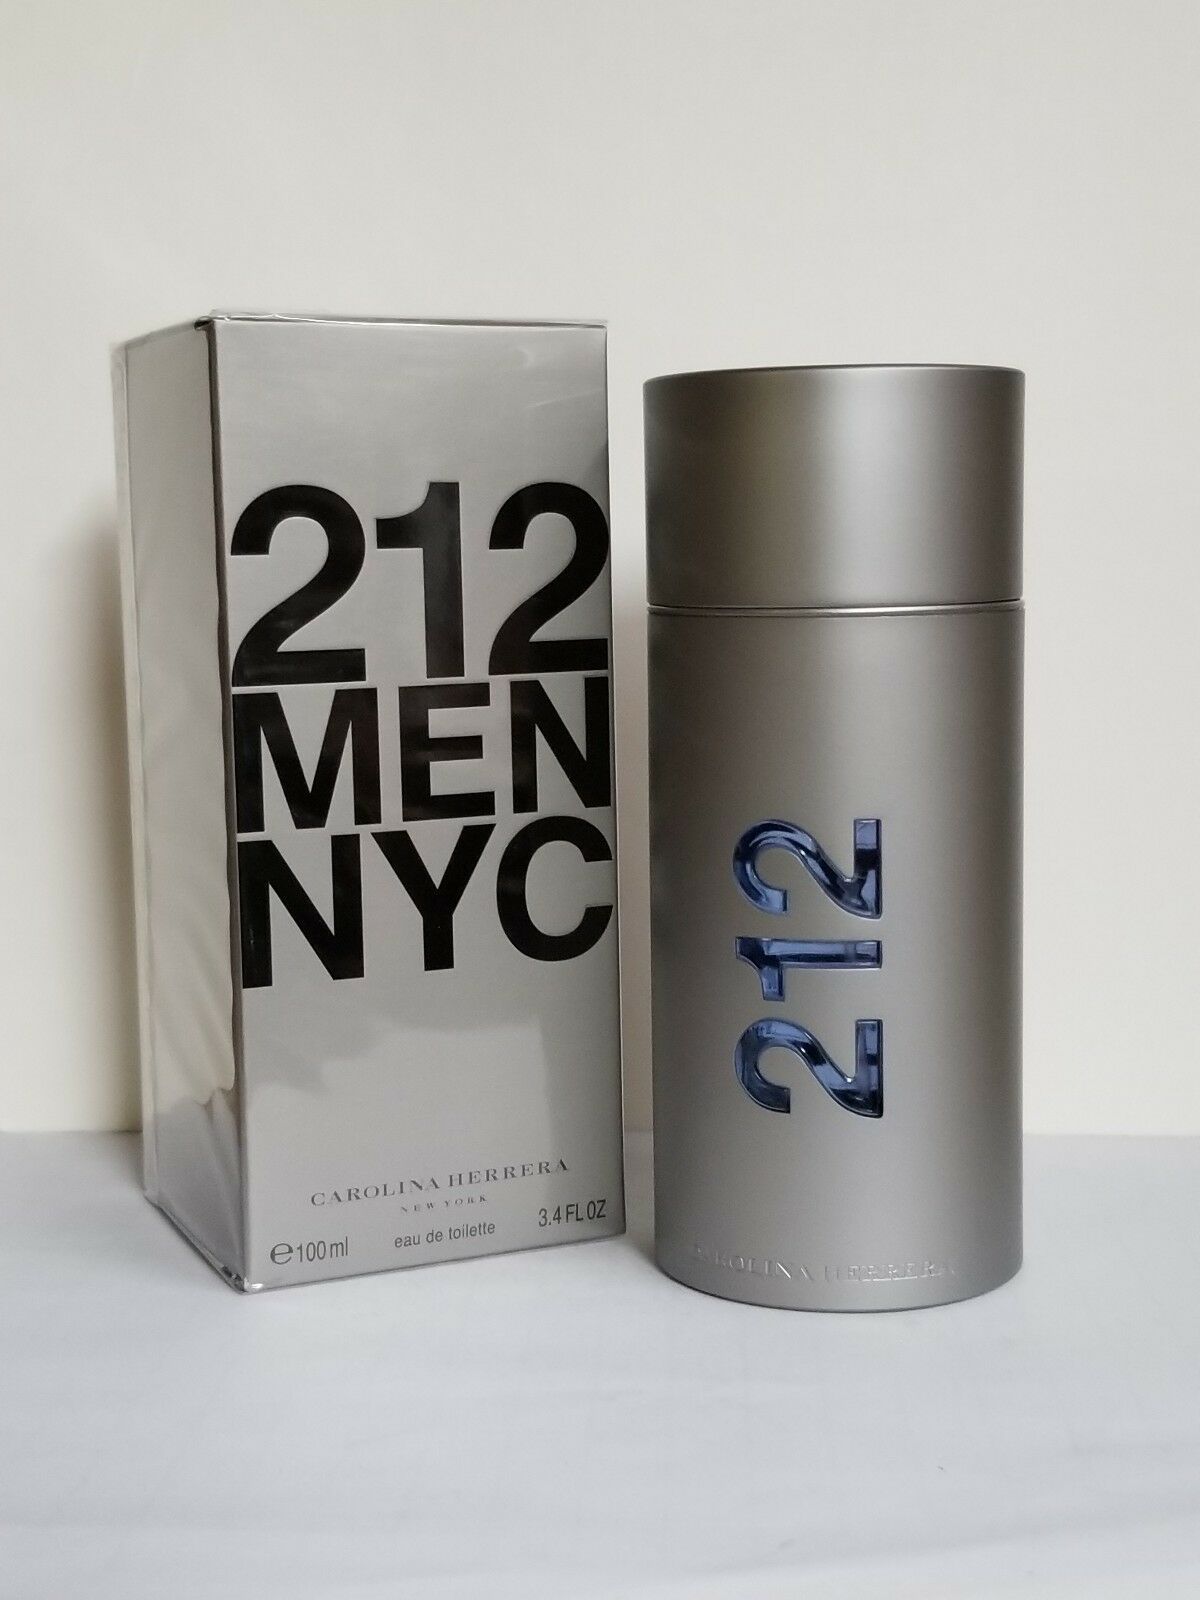 212
MEN
NYC
CAROLINA HERRERA
NEW YORK
℮100ml
eau de toilette
3.4 FL OZ
212
CAROLINA HERRERA